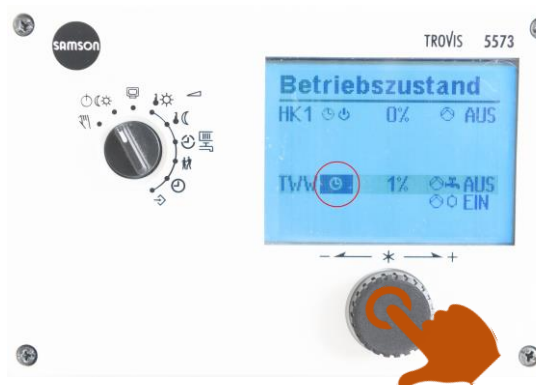 SAMSON
TROVIS 5573
Betriebszustand
HK1 0% AUS
TWW 1% AUS
EIN
- * +